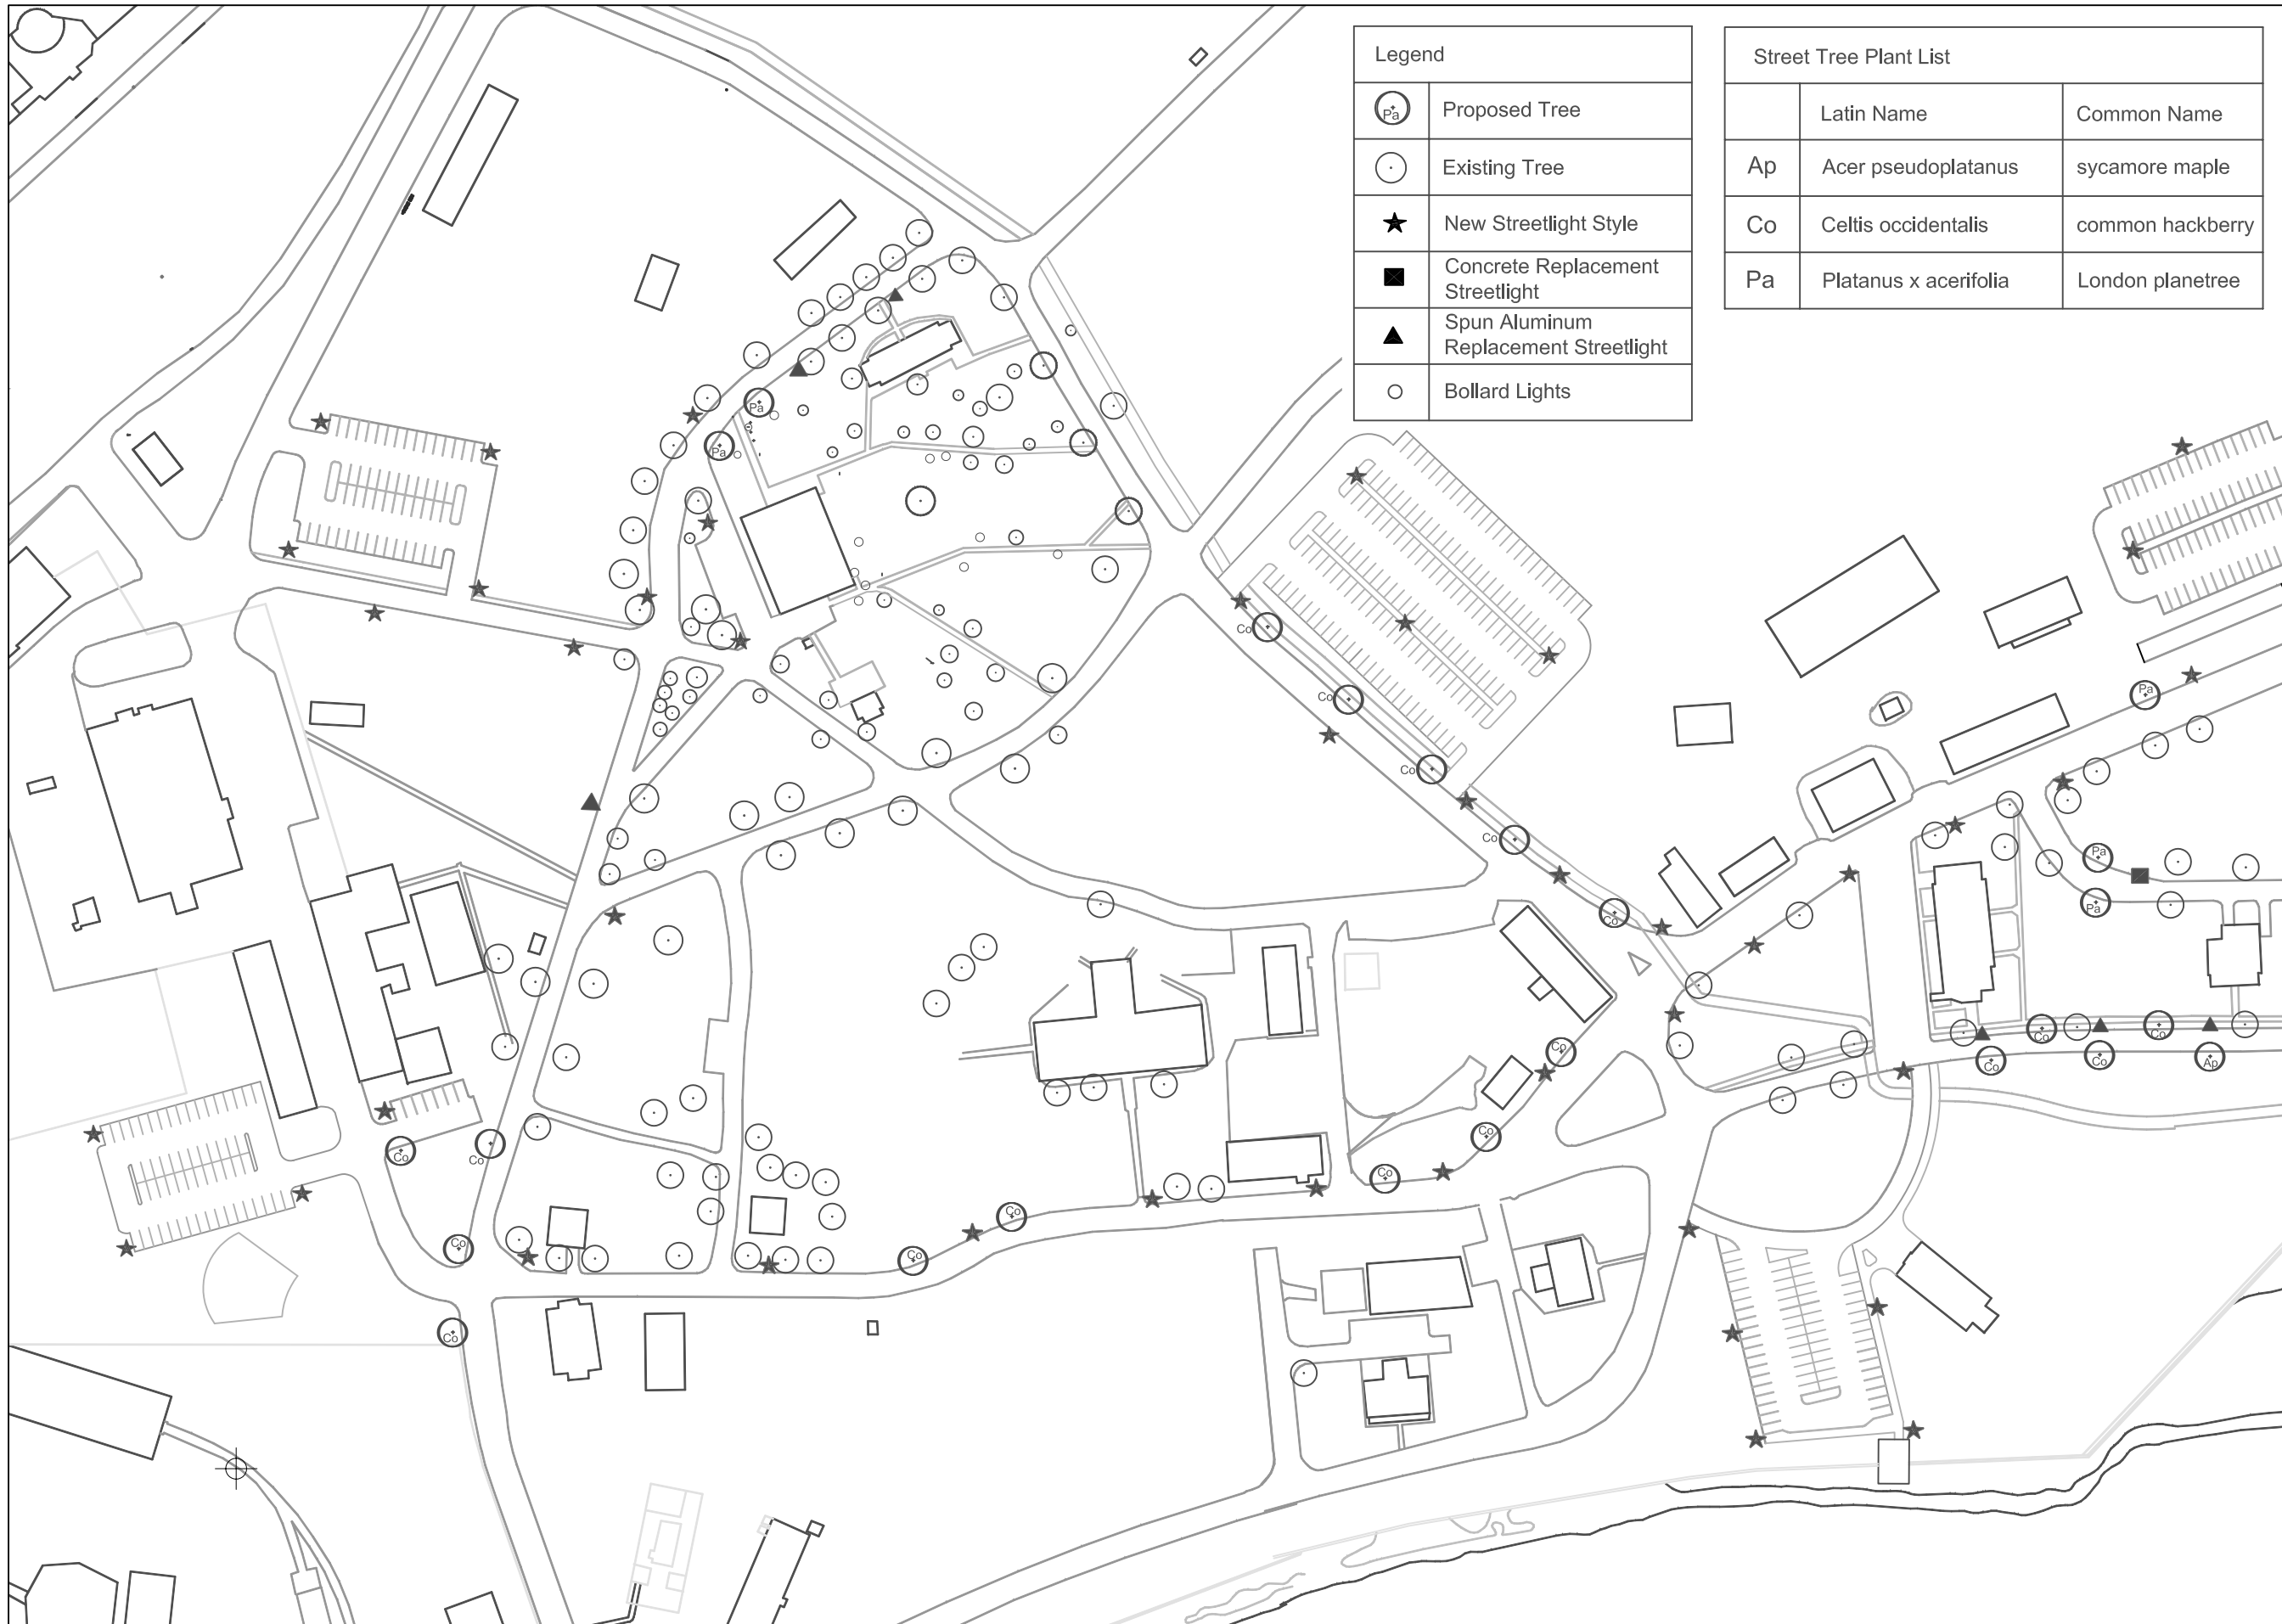 Legend
Pa
Proposed Tree
Existing Tree
New Streetlight Style
Concrete Replacement
Streetlight
Spun Aluminum
Replacement Streetlight
Bollard Lights
Street Tree Plant List
Latin Name
Common Name
Ap
Acer pseudoplatanus
sycamore maple
Co
Celtis occidentalis
common hackberry
Pa
Platanus x acerifolia
London planetree
Pa
Pa
Co
Co
Pa
Co
Co
Pa
Co
Pa
Co
Co
Co
Co
Co
Ap
Co
Co
Co
Co
Co
Co
Co
Co
Co